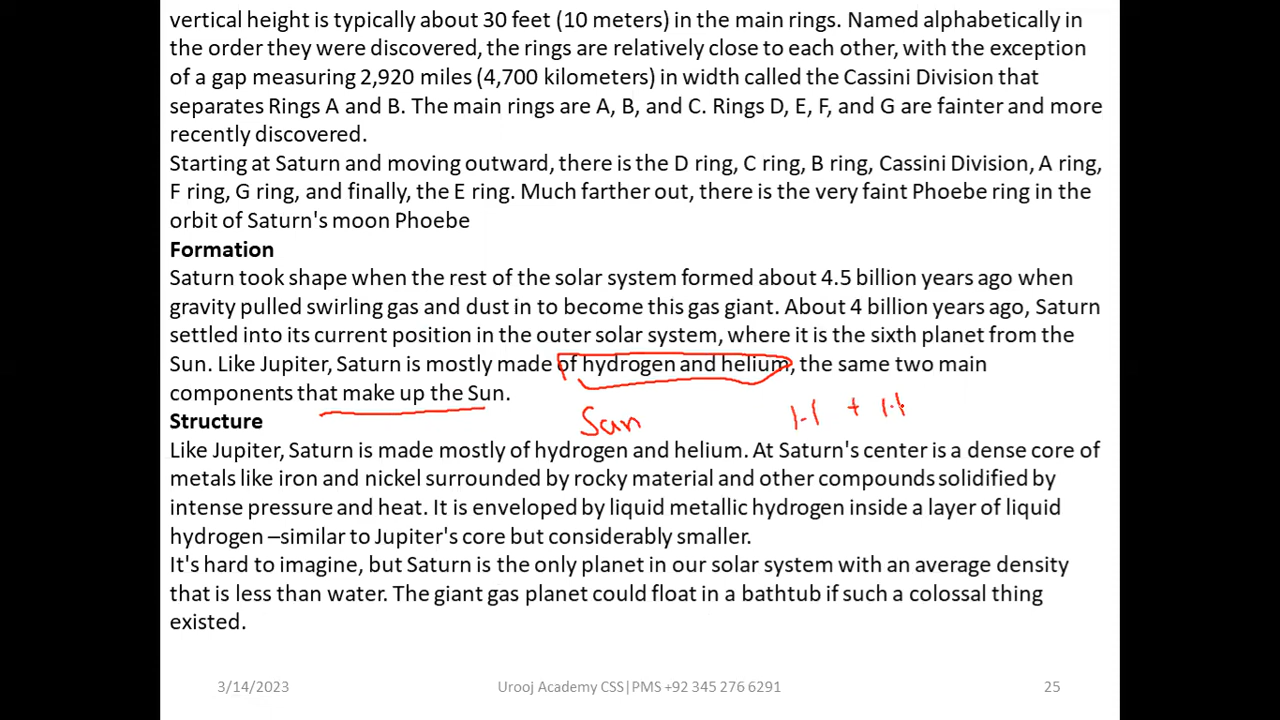 vertical height is typically about 30 feet (10 meters) in the main rings. Named alphabetically in
the order they were discovered, the rings are relatively close to each other, with the exception
of a gap measuring 2,920 miles (4,700 kilometers) in width called the Cassini Division that
separates Rings A and B. The main rings are A, B, and C. Rings D, E, F, and G are fainter and more
recently discovered.
Starting at Saturn and moving outward, there is the D ring, C ring, B ring, Cassini Division, A ring,
F ring, G ring, and finally, the E ring. Much farther out, there is the very faint Phoebe ring in the
orbit of Saturn's moon Phoebe
Formation
Saturn took shape when the rest of the solar system formed about 4.5 billion years ago when
gravity pulled swirling gas and dust in to become this gas giant. About 4 billion years ago, Saturn
settled into its current position in the outer solar system, where it is the sixth planet from the
Sun. Like Jupiter, Saturn is mostly made of hydrogen and helium, the same two main
components that make up the Sun.
Sun H + H
Structure
Like Jupiter, Saturn is made mostly of hydrogen and helium. At Saturn's center is a dense core of
metals like iron and nickel surrounded by rocky material and other compounds solidified by
intense pressure and heat. It is enveloped by liquid metallic hydrogen inside a layer of liquid
hydrogen –similar to Jupiter's core but considerably smaller.
It's hard to imagine, but Saturn is the only planet in our solar system with an average density
that is less than water. The giant gas planet could float in a bathtub if such a colossal thing
existed.
3/14/2023 Urooj Academy CSS|PMS +92 345 276 6291 25